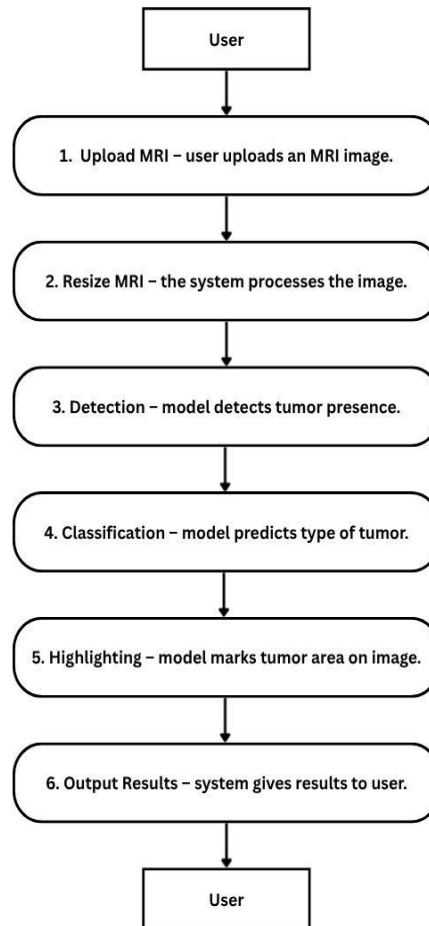 User
1. Upload MRI – user uploads an MRI image.
2. Resize MRI – the system processes the image.
3. Detection – model detects tumor presence.
4. Classification – model predicts type of tumor.
5. Highlighting – model marks tumor area on image.
6. Output Results – system gives results to user.
User